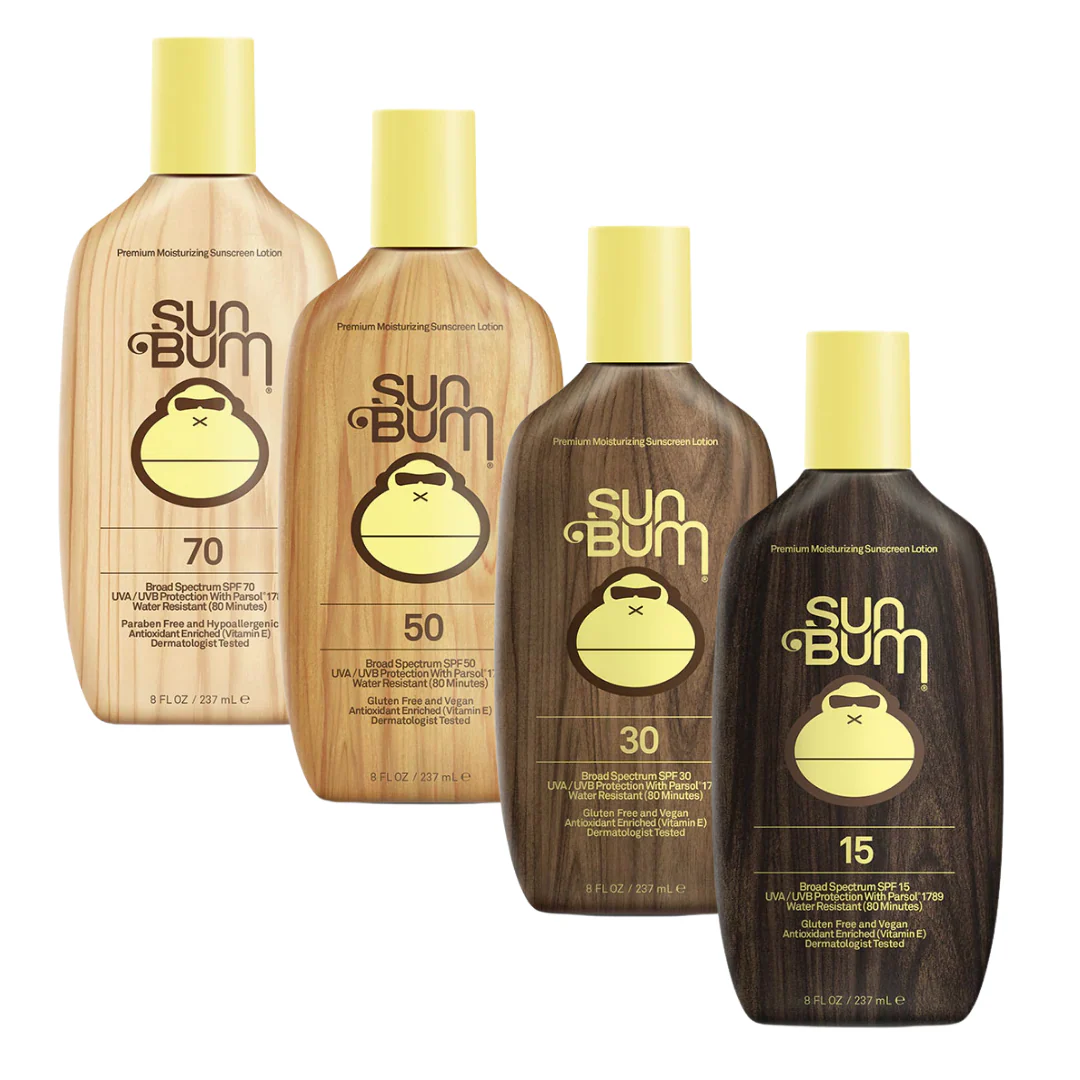 Premium Moisturizing Sunscreen Lotion
SUN
BUM®
70
Broad Spectrum SPF 70
UVA / UVB Protection With Parsol®
Water Resistant (80 Minutes)
Paraben Free and Hypoallergenic
Antioxidant Enriched (Vitamin E)
Dermatologist Tested
8 FL OZ / 237 mL ℮
Premium Moisturizing Sunscreen Lotion
SUN
BUM®
50
Broad Spectrum SPF 50
UVA / UVB Protection With Parsol®
Water Resistant (80 Minutes)
Gluten Free and Vegan
Antioxidant Enriched (Vitamin E)
Dermatologist Tested
8 FL OZ / 237 mL ℮
Premium Moisturizing Sunscreen Lotion
SUN
BUM®
30
Broad Spectrum SPF 30
UVA / UVB Protection With Parsol®
Water Resistant (80 Minutes)
Gluten Free and Vegan
Antioxidant Enriched (Vitamin E)
Dermatologist Tested
8 FL OZ / 237 mL ℮
Premium Moisturizing Sunscreen Lotion
SUN
BUM®
15
Broad Spectrum SPF 15
UVA / UVB Protection With Parsol® 1789
Water Resistant (80 Minutes)
Gluten Free and Vegan
Antioxidant Enriched (Vitamin E)
Dermatologist Tested
8 FL OZ / 237 mL ℮